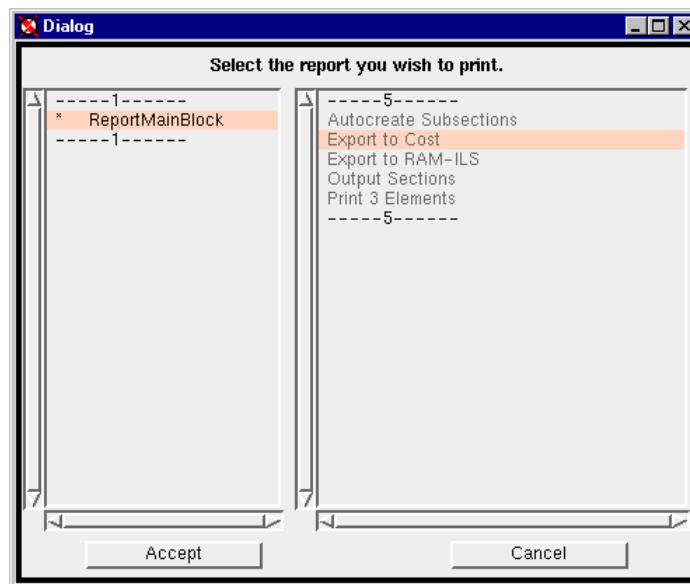 Dialog
Select the report you wish to print.
-----1------
* ReportMainBlock
-----1------
-----5------
Autocreate Subsections
Export to Cost
Export to RAM-ILS
Output Sections
Print 3 Elements
-----5------
Accept
Cancel